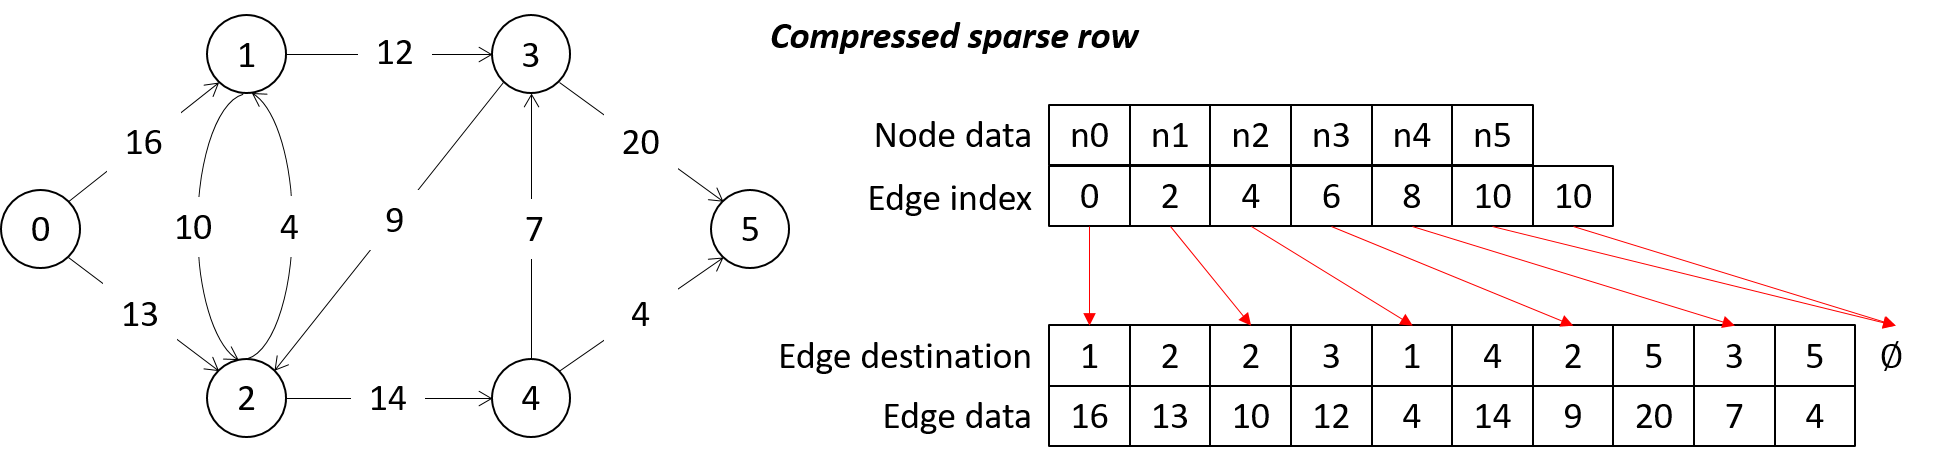 1 12 3
16 20
0 10 4 9 7 5
13 4
2 14 4
Compressed sparse row
Node data n0 n1 n2 n3 n4 n5
Edge index 0 2 4 6 8 10 10
Edge destination 1 2 2 3 1 4 2 5 3 5 Ø
Edge data 16 13 10 12 4 14 9 20 7 4